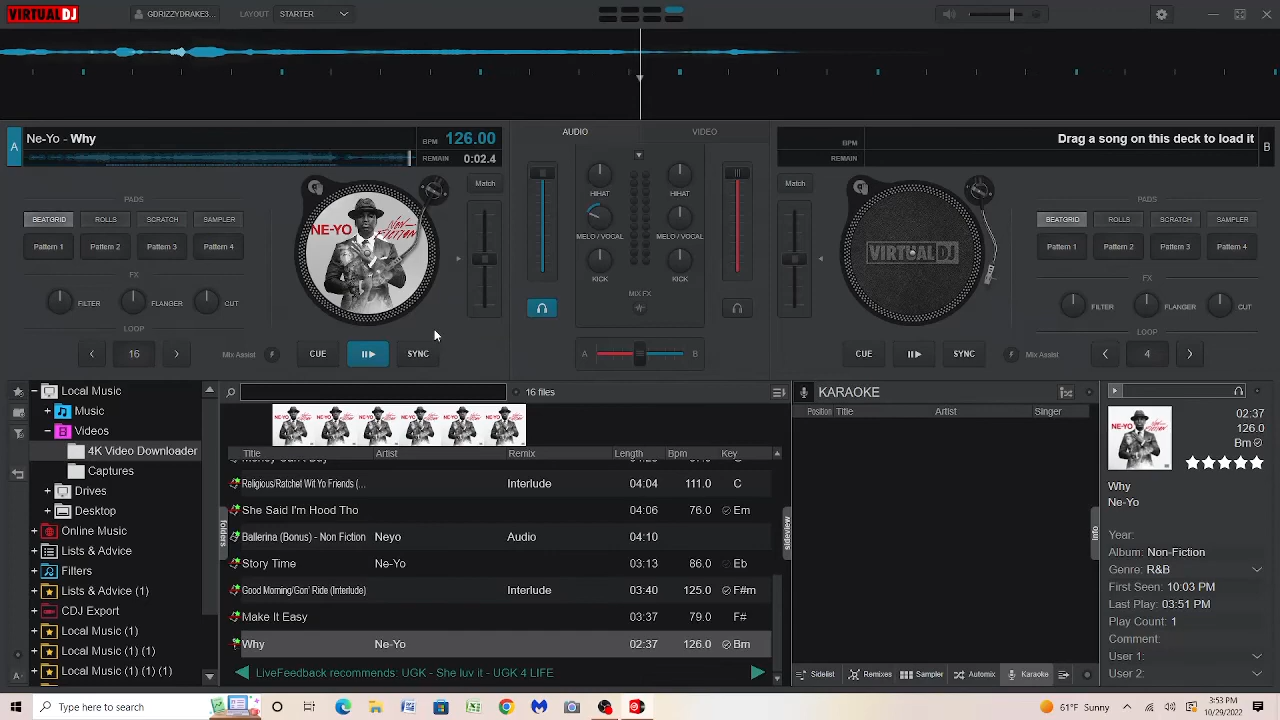 VIRTUALDJ GDRIZZYDRAKE3... LAYOUT STARTER
A Ne-Yo - Why BPM 126.00
REMAIN 0:02.4
AUDIO VIDEO
BPM Drag a song on this deck to load it B
REMAIN
PADS Match
BEATGRID ROLLS SCRATCH SAMPLER
Pattern 1 Pattern 2 Pattern 3 Pattern 4
FX
FILTER FLANGER CUT
LOOP
16 Mix Assist CUE SYNC
NE-YO Non-Fiction
HIHAT HIHAT
MELO / VOCAL MELO / VOCAL
KICK KICK
MIX FX
A B
Match VIRTUAL DJ PADS
BEATGRID ROLLS SCRATCH SAMPLER
Pattern 1 Pattern 2 Pattern 3 Pattern 4
FX
FILTER FLANGER CUT
LOOP
CUE SYNC Mix Assist 4
Local Music
Music
Videos
4K Video Downloader
Captures
Drives
Desktop
Online Music
Lists & Advice
Filters
Lists & Advice (1)
CDJ Export
Local Music (1)
Local Music (1) (1)
Local Music (1) (1) (1)
folders
16 files
Title Artist Remix Length Bpm Key
Religious/Ratchet Wit Yo Friends (... Interlude 04:04 111.0 C
She Said I'm Hood Tho 04:06 76.0 Em
Ballerina (Bonus) - Non Fiction Neyo Audio 04:10
Story Time Ne-Yo 03:13 86.0 Eb
Good Morning/Gon' Ride (Interlude) Interlude 03:40 125.0 F#m
Make It Easy 03:37 79.0 F#
Why Ne-Yo 02:37 126.0 Bm
LiveFeedback recommends: UGK - She luv it - UGK 4 LIFE
sideview
KARAOKE
Position Title Artist Singer
Sidelist Remixes Sampler Automix Karaoke
info
02:37
126.0
Bm
Why
Ne-Yo
Year:
Album: Non-Fiction
Genre: R&B
First Seen: 10:03 PM
Last Play: 03:51 PM
Play Count: 1
Comment:
User 1:
User 2:
Type here to search
61°F Mostly sunny
3:53 PM
10/29/2022